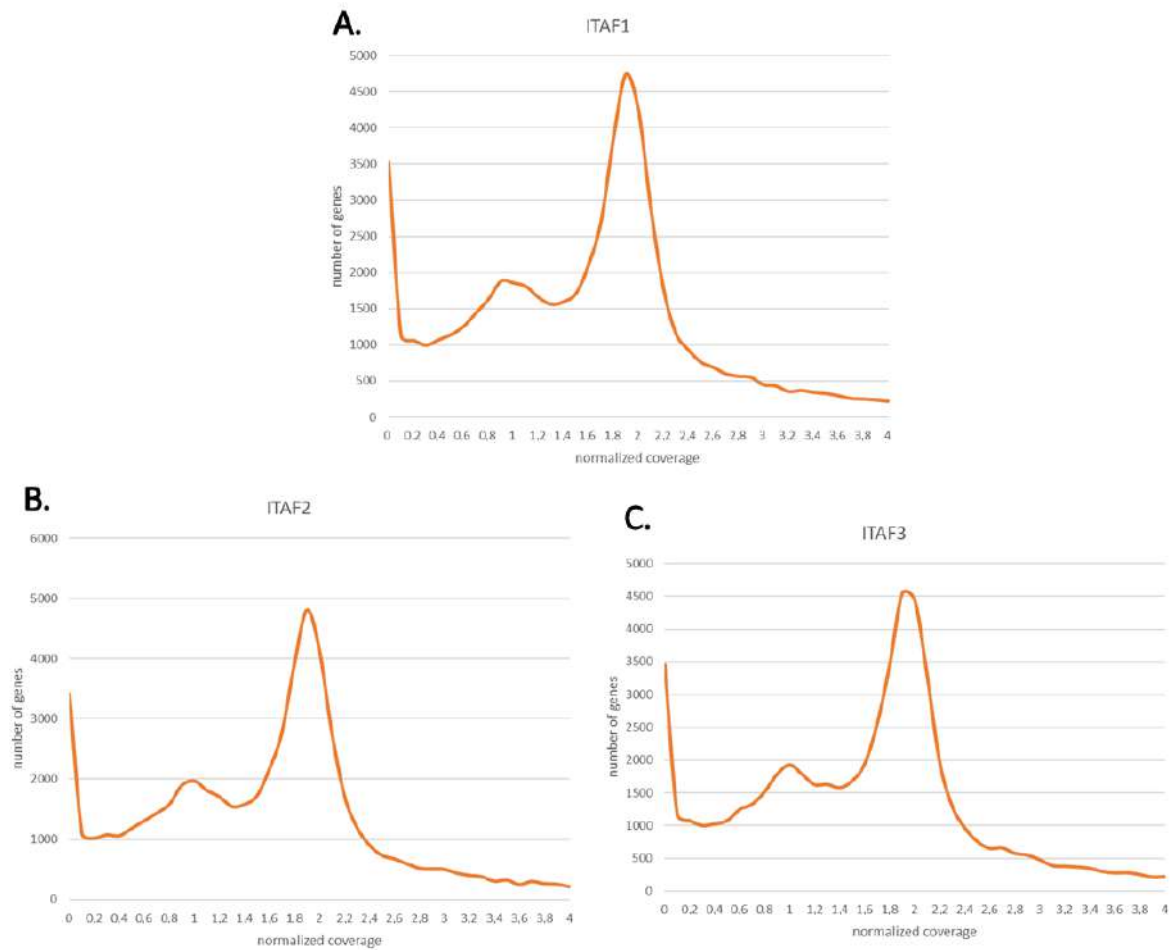 A.
ITAF1
5000
4500
4000
3500
3000
2500
2000
1500
1000
500
0
number of genes
0 0,2 0,4 0,6 0,8 1 1,2 1,4 1,6 1,8 2 2,2 2,4 2,6 2,8 3 3,2 3,4 3,6 3,8 4
normalized coverage
B.
ITAF2
6000
5000
4000
3000
2000
1000
0
number of genes
0 0,2 0,4 0,6 0,8 1 1,2 1,4 1,6 1,8 2 2,2 2,4 2,6 2,8 3 3,2 3,4 3,6 3,8 4
normalized coverage
C.
ITAF3
5000
4500
4000
3500
3000
2500
2000
1500
1000
500
0
number of genes
0 0,2 0,4 0,6 0,8 1 1,2 1,4 1,6 1,8 2 2,2 2,4 2,6 2,8 3 3,2 3,4 3,6 3,8 4
normalized coverage